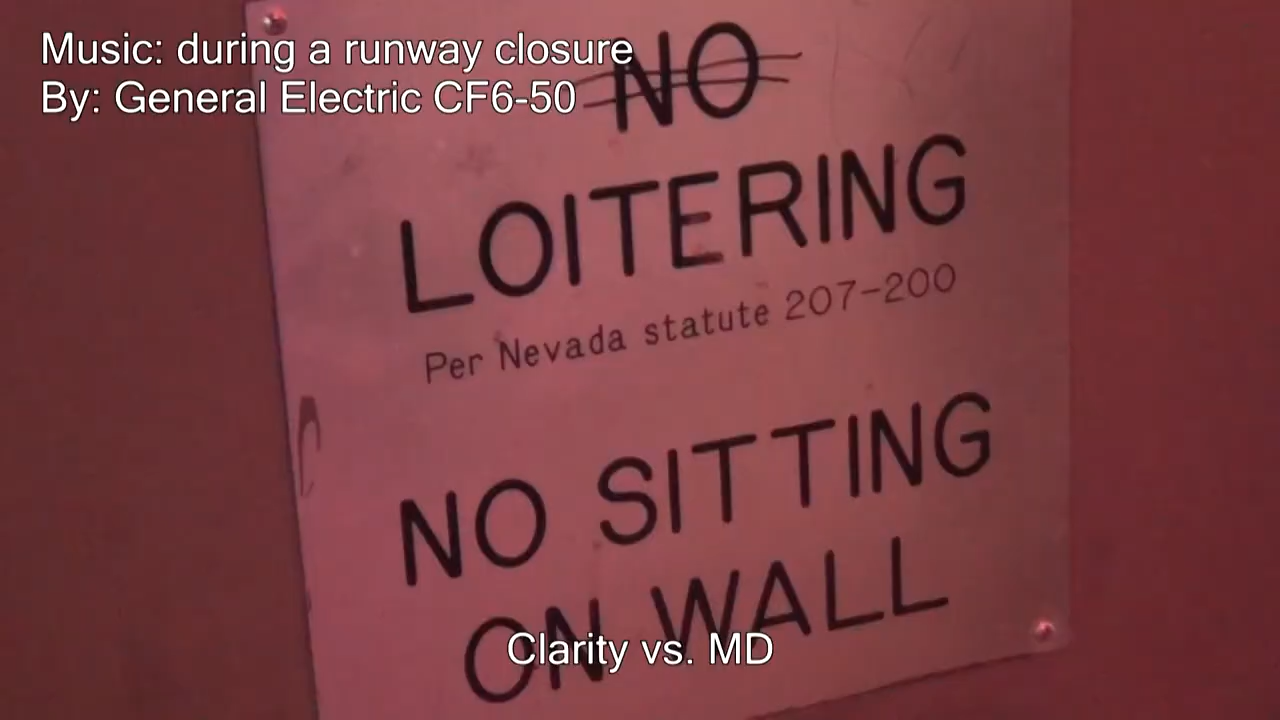 Music: during a runway closure
By: General Electric CF6-50
NO
LOITERING
Per Nevada statute 207-200
NO SITTING
ON WALL
Clarity vs. MD